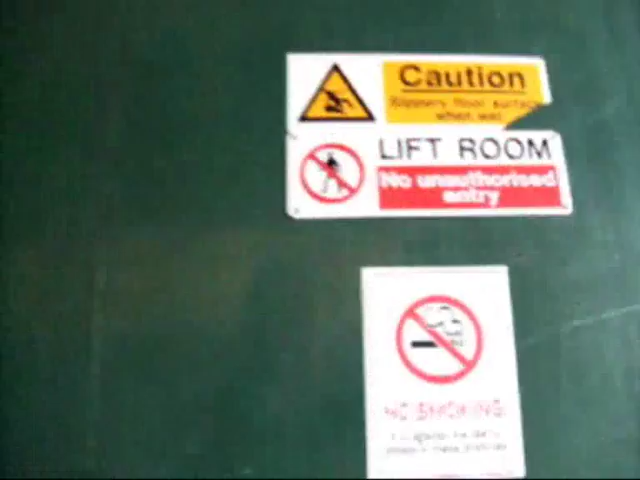 Caution
Slippery floor surface
when wet
LIFT ROOM
No unauthorised
entry
NO SMOKING